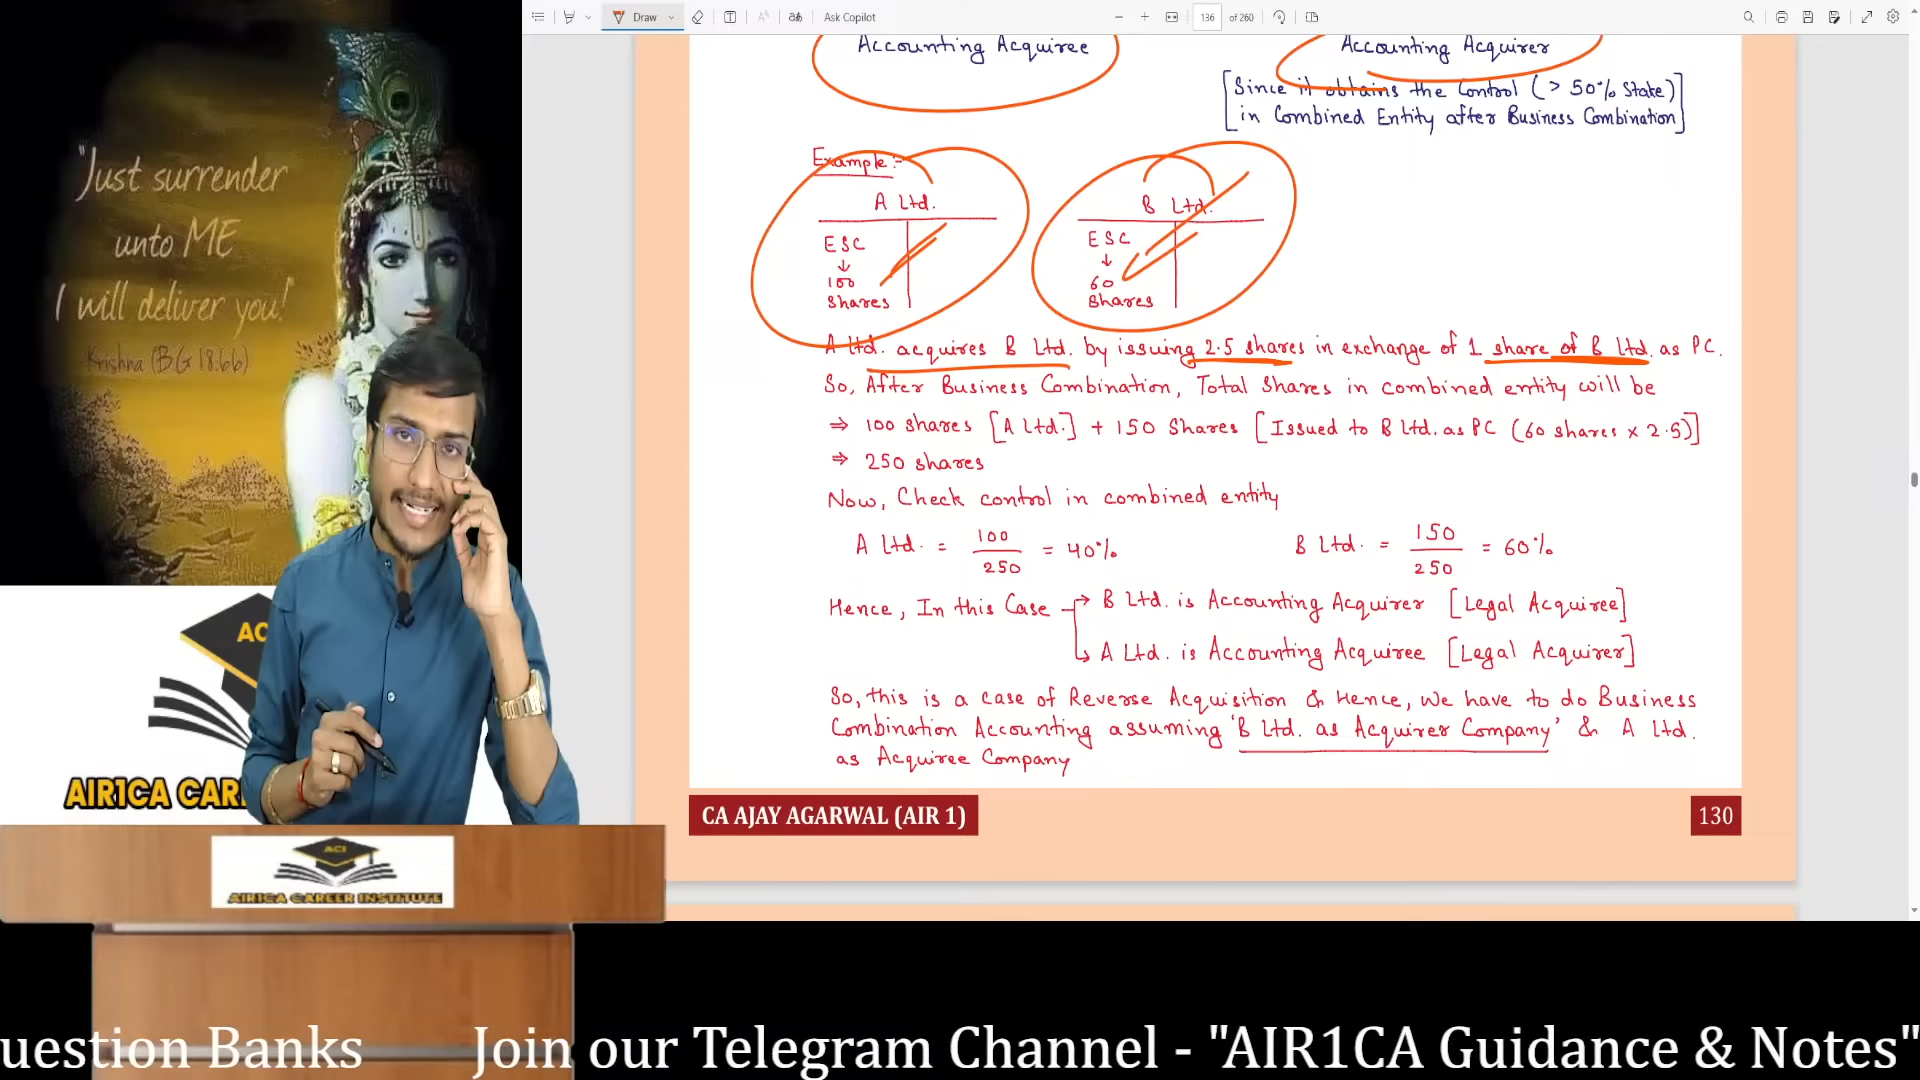 Draw
Ask Copilot
136
of 260
"Just surrender
unto ME
I will deliver you!"
Krishna (BG 18.66)
Accounting Acquiree
Accounting Acquirer
[Since it obtains the Control (> 50% Stake)
in Combined Entity after Business Combination]
Example:-
A Ltd.
B Ltd.
ESC
↓
100
Shares
ESC
↓
60
Shares
A Ltd. acquires B Ltd. by issuing 2.5 shares in exchange of 1 share of B Ltd. as PC.
So, After Business Combination, Total Shares in combined entity will be
⇒ 100 shares [A Ltd.] + 150 Shares [Issued to B Ltd. as PC (60 shares x 2.5)]
⇒ 250 shares
Now, Check control in combined entity
A Ltd. = 100/250 = 40%
B Ltd. = 150/250 = 60%
Hence, In this Case → B Ltd. is Accounting Acquirer [Legal Acquiree]
↳ A Ltd. is Accounting Acquiree [Legal Acquirer]
So, this is a case of Reverse Acquisition & Hence, We have to do Business
Combination Accounting assuming 'B Ltd. as Acquirer Company' & A Ltd.
as Acquiree Company
CA AJAY AGARWAL (AIR 1)
130
AC
AIR1CA CAR
ACI
AIR1CA CAREER INSTITUTE
uestion Banks
Join our Telegram Channel - "AIR1CA Guidance & Notes"